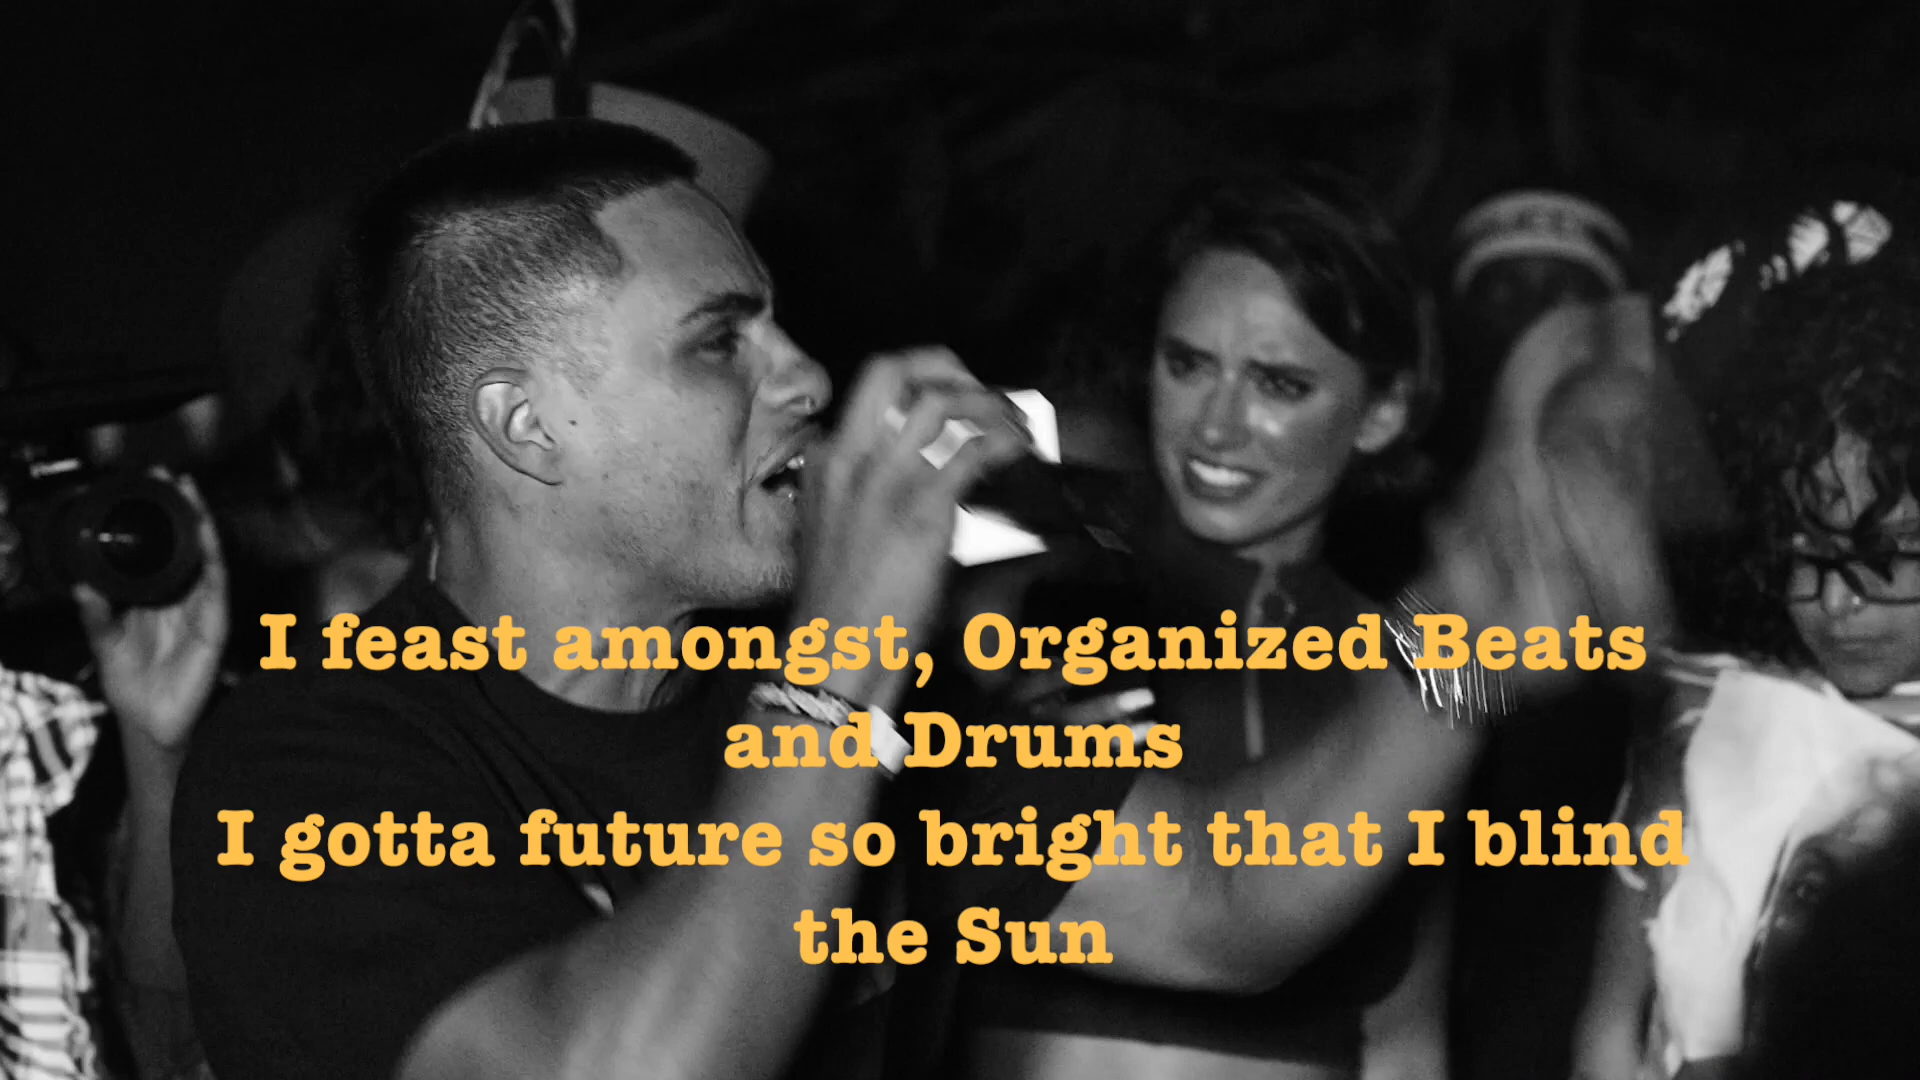 I feast amongst, Organized Beats
and Drums
I gotta future so bright that I blind
the Sun